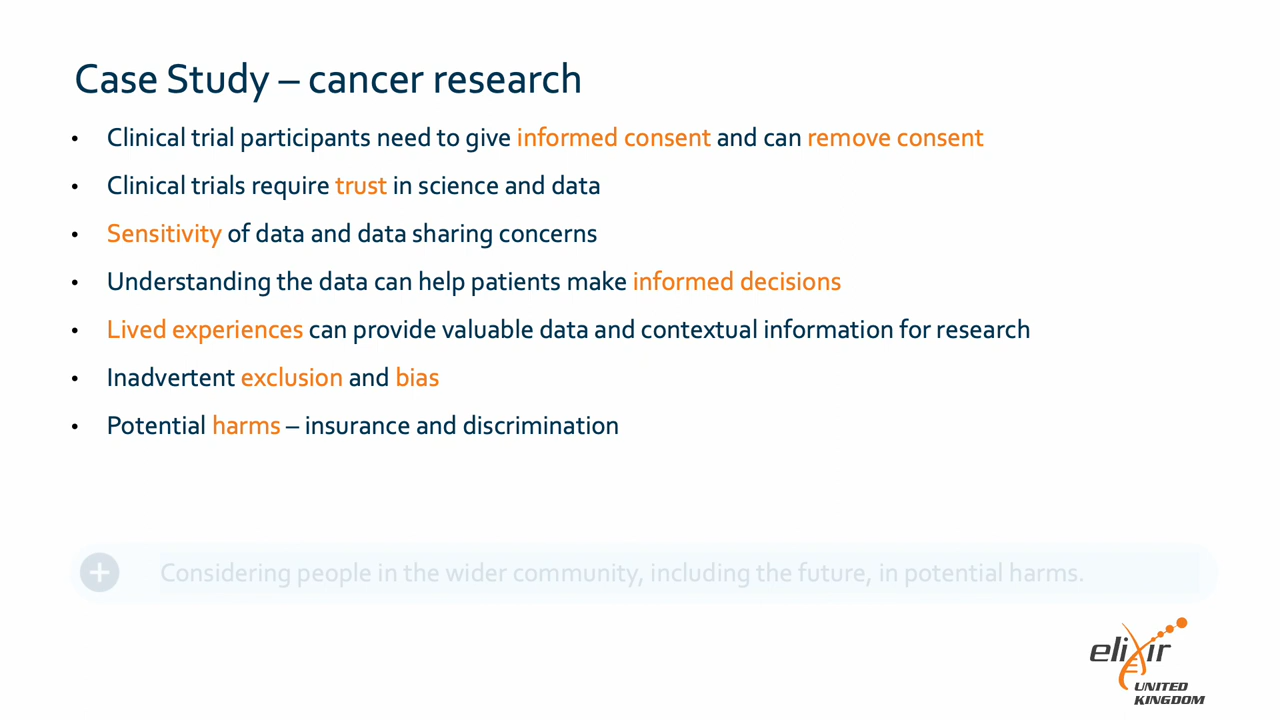 Case Study – cancer research
• Clinical trial participants need to give informed consent and can remove consent
• Clinical trials require trust in science and data
• Sensitivity of data and data sharing concerns
• Understanding the data can help patients make informed decisions
• Lived experiences can provide valuable data and contextual information for research
• Inadvertent exclusion and bias
• Potential harms – insurance and discrimination
Considering people in the wider community, including the future, in potential harms.
elixir
UNITED
KINGDOM